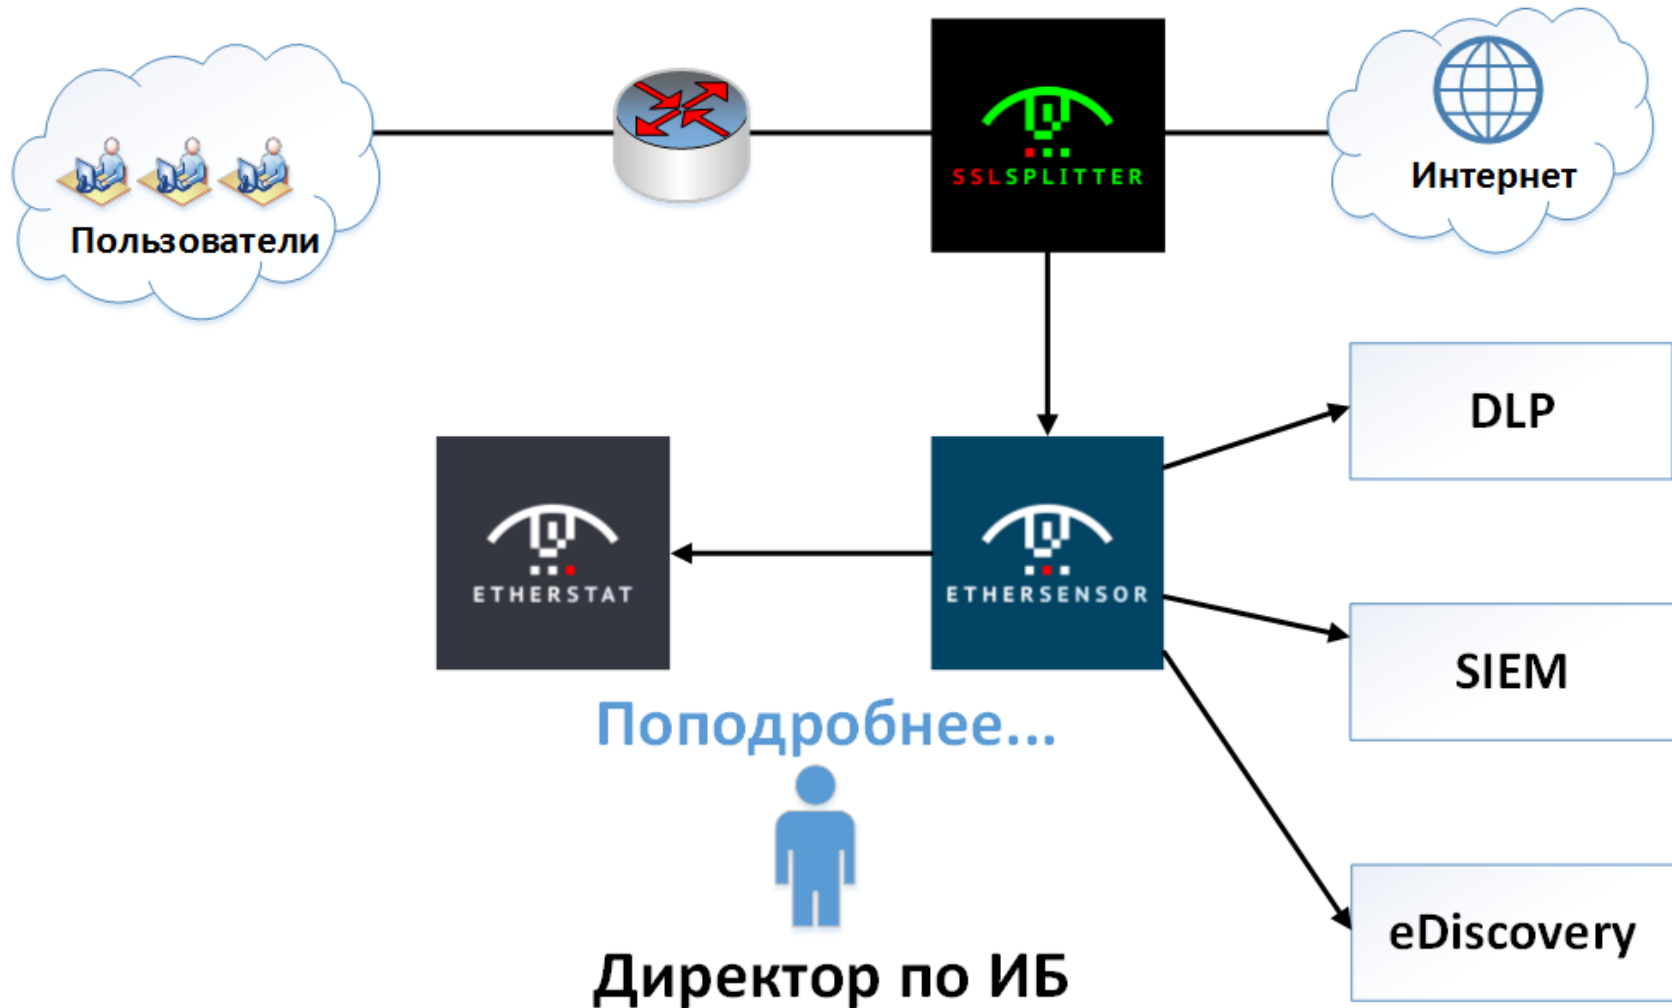 Пользователи
SSLSPLITTER
Интернет
DLP
ETHERSTAT
ETHERSENSOR
SIEM
Поподробнее...
eDiscovery
Директор по ИБ